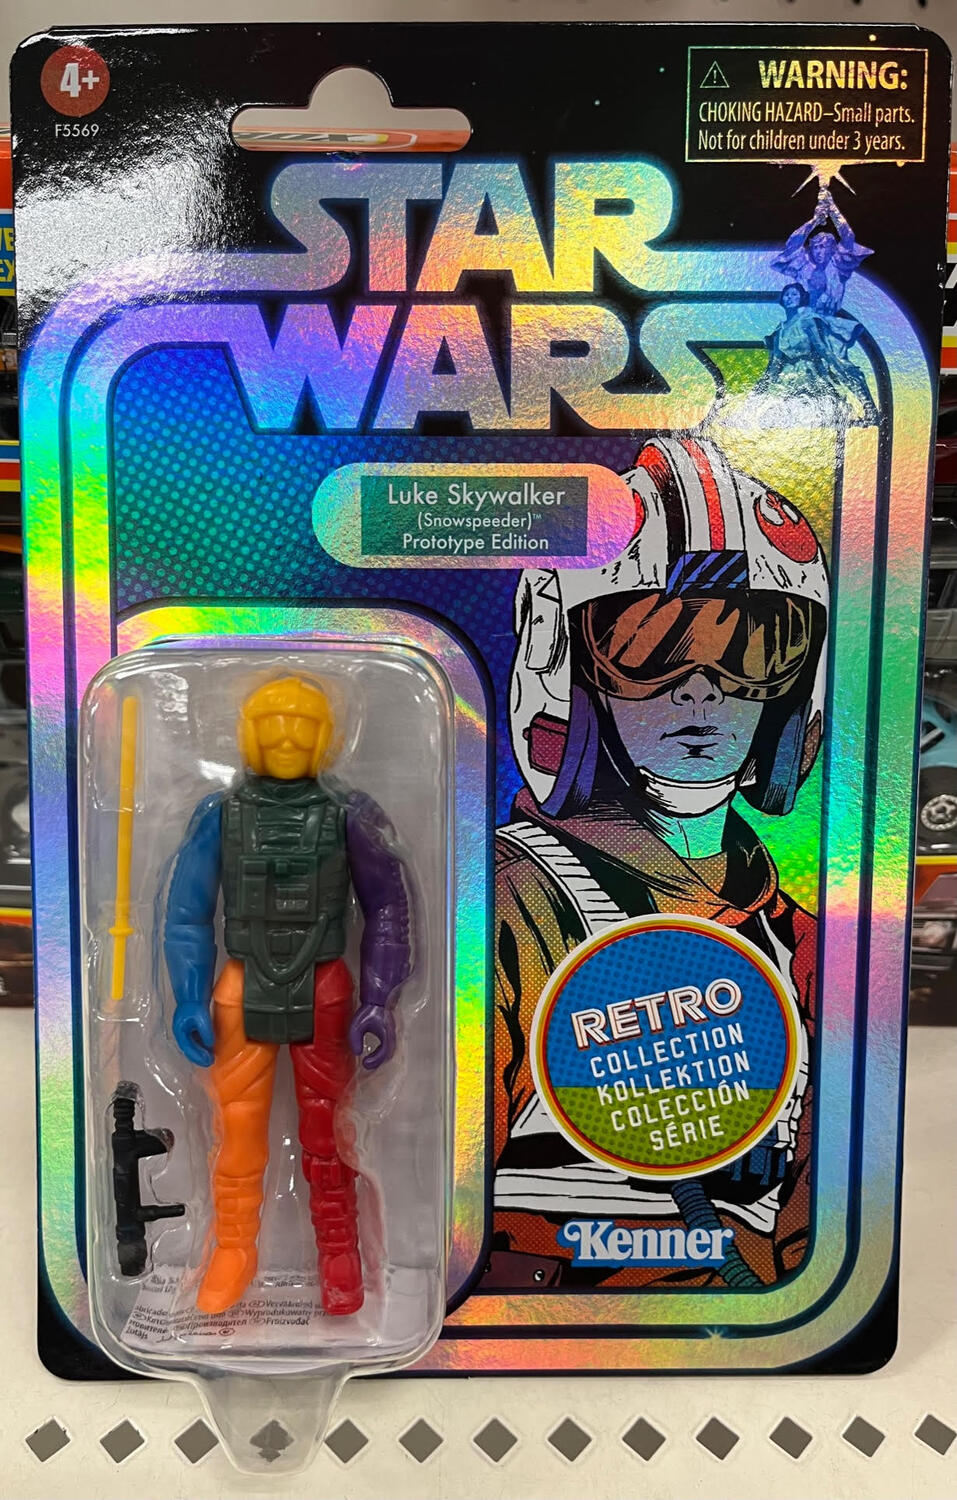 4+
F5569
WARNING:
CHOKING HAZARD–Small parts.
Not for children under 3 years.
STAR
WARS
Luke Skywalker
(Snowspeeder)™
Prototype Edition
RETRO
COLLECTION
KOLLEKTION
COLECCIÓN
SÉRIE
Kenner